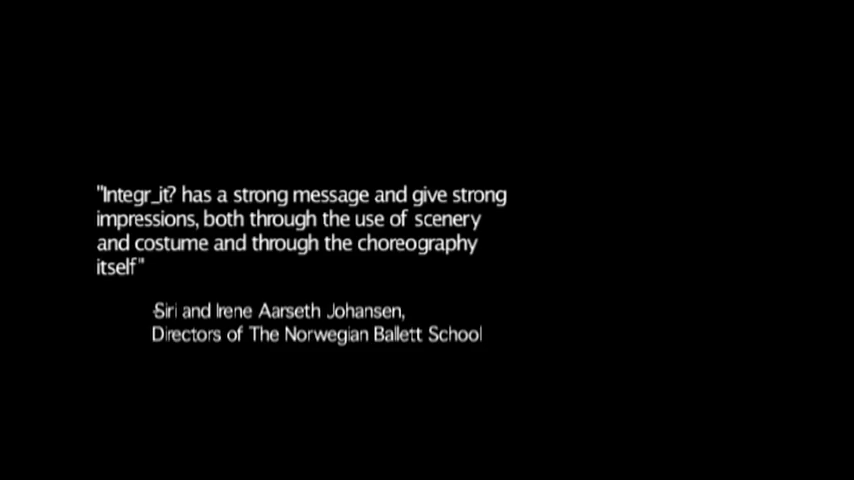 "Integr_it? has a strong message and give strong
impressions, both through the use of scenery
and costume and through the choreography
itself"
-Siri and Irene Aarseth Johansen,
Directors of The Norwegian Ballett School